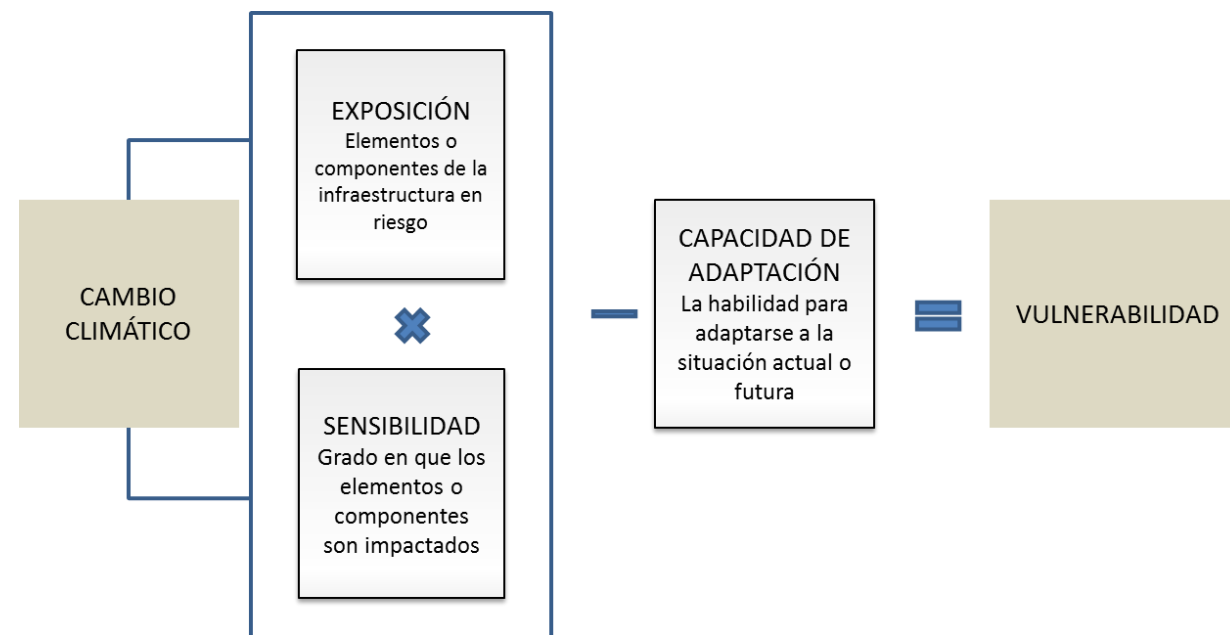 CAMBIO
CLIMÁTICO
EXPOSICIÓN
Elementos o
componentes de la
infraestructura en
riesgo
SENSIBILIDAD
Grado en que los
elementos o
componentes
son impactados
CAPACIDAD DE
ADAPTACIÓN
La habilidad para
adaptarse a la
situación actual o
futura
VULNERABILIDAD